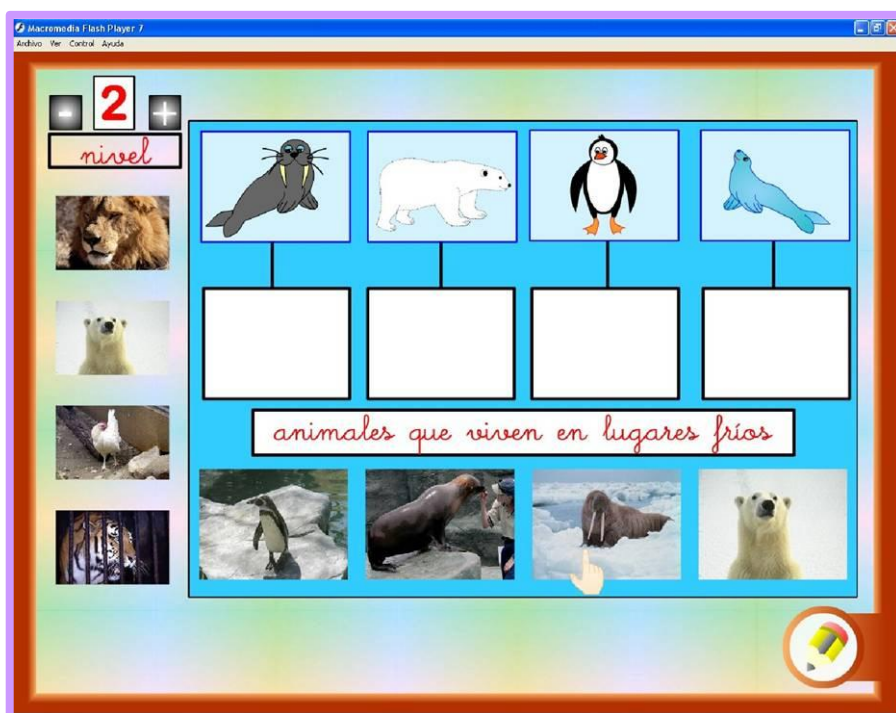 Macromedia Flash Player 7
Archivo Ver Control Ayuda
- 2 +
nivel
animales que viven en lugares fríos